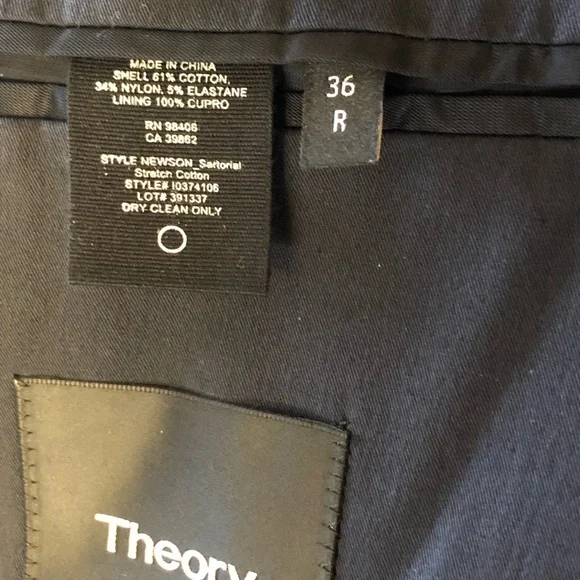 MADE IN CHINA
SHELL 61% COTTON,
34% NYLON, 5% ELASTANE
LINING 100% CUPRO
RN 98406
CA 39862
STYLE NEWSON_Sartorial
Stretch Cotton
STYLE# I0374106
LOT# 391337
DRY CLEAN ONLY
36
R
Theory